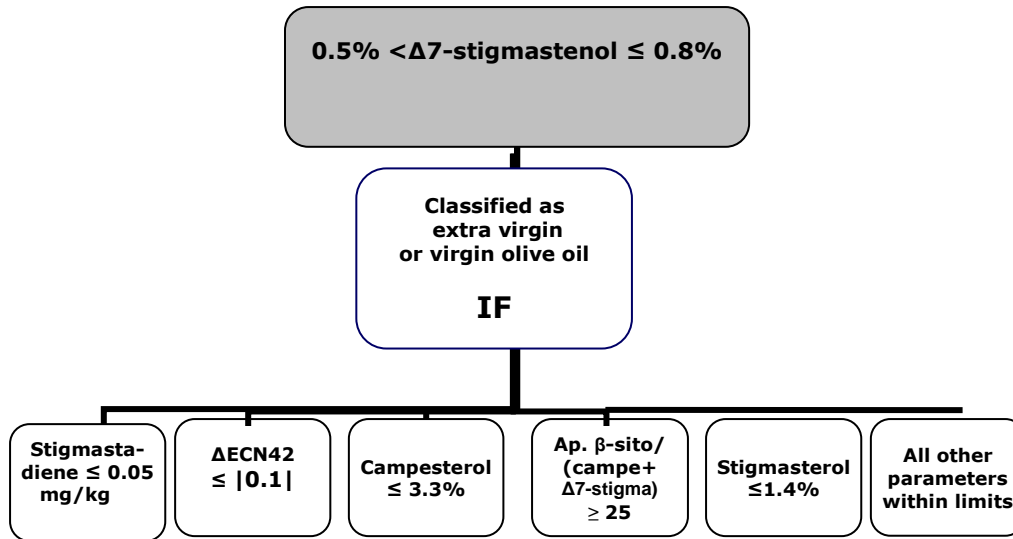 0.5% <Δ7-stigmastenol ≤ 0.8%
Classified as
extra virgin
or virgin olive oil
IF
Stigmasta-
diene ≤ 0.05
mg/kg
ΔECN42
≤ |0.1|
Campesterol
≤ 3.3%
Ap. β-sito/
(campe+
Δ7-stigma)
≥ 25
Stigmasterol
≤1.4%
All other
parameters
within limits